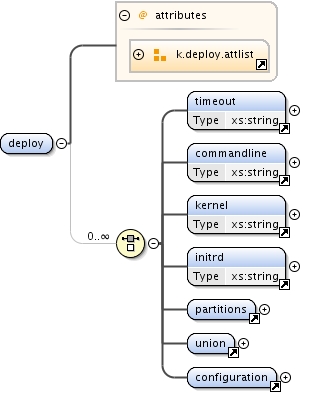 @ attributes
k.deploy.attlist
deploy
0..∞
timeout
Type xs:string
commandline
Type xs:string
kernel
Type xs:string
initrd
Type xs:string
partitions
union
configuration